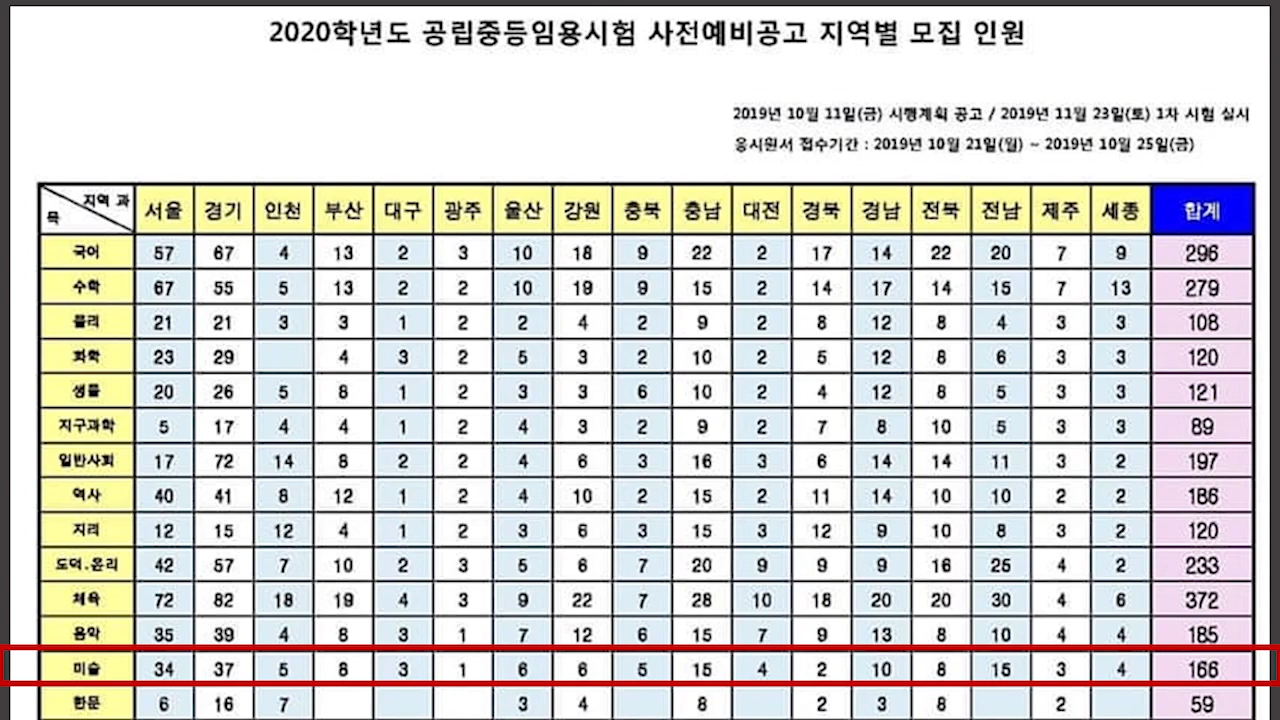 2020학년도 공립중등임용시험 사전예비공고 지역별 모집 인원
2019년 10월 11일(금) 시행계획 공고 / 2019년 11월 23일(토) 1차 시험 실시
응시원서 접수기간 : 2019년 10월 21일(월) ~ 2019년 10월 25일(금)
지역 과목 서울 경기 인천 부산 대구 광주 울산 강원 충북 충남 대전 경북 경남 전북 전남 제주 세종 합계
국어 57 67 4 13 2 3 10 18 9 22 2 17 14 22 20 7 9 296
수학 67 55 5 13 2 2 10 19 9 15 2 14 17 14 15 7 13 279
물리 21 21 3 3 1 2 2 4 2 9 2 8 12 8 4 3 3 108
화학 23 29 4 3 2 5 3 2 10 2 5 12 8 6 3 3 120
생물 20 26 5 8 1 2 3 3 6 10 2 4 12 8 5 3 3 121
지구과학 5 17 4 4 1 2 4 3 2 9 2 7 8 10 5 3 3 89
일반사회 17 72 14 8 2 2 4 6 3 16 3 6 14 14 11 3 2 197
역사 40 41 8 12 1 2 4 10 2 15 2 11 14 10 10 2 2 186
지리 12 15 12 4 1 2 3 6 3 15 3 12 9 10 8 3 2 120
도덕.윤리 42 57 7 10 2 3 5 6 7 20 9 9 9 16 25 4 2 233
체육 72 82 18 19 4 3 9 22 7 28 10 18 20 20 30 4 6 372
음악 35 39 4 8 3 1 7 12 6 15 7 9 13 8 10 4 4 185
미술 34 37 5 8 3 1 6 6 5 15 4 2 10 8 15 3 4 166
한문 6 16 7 3 4 8 2 3 8 2 59